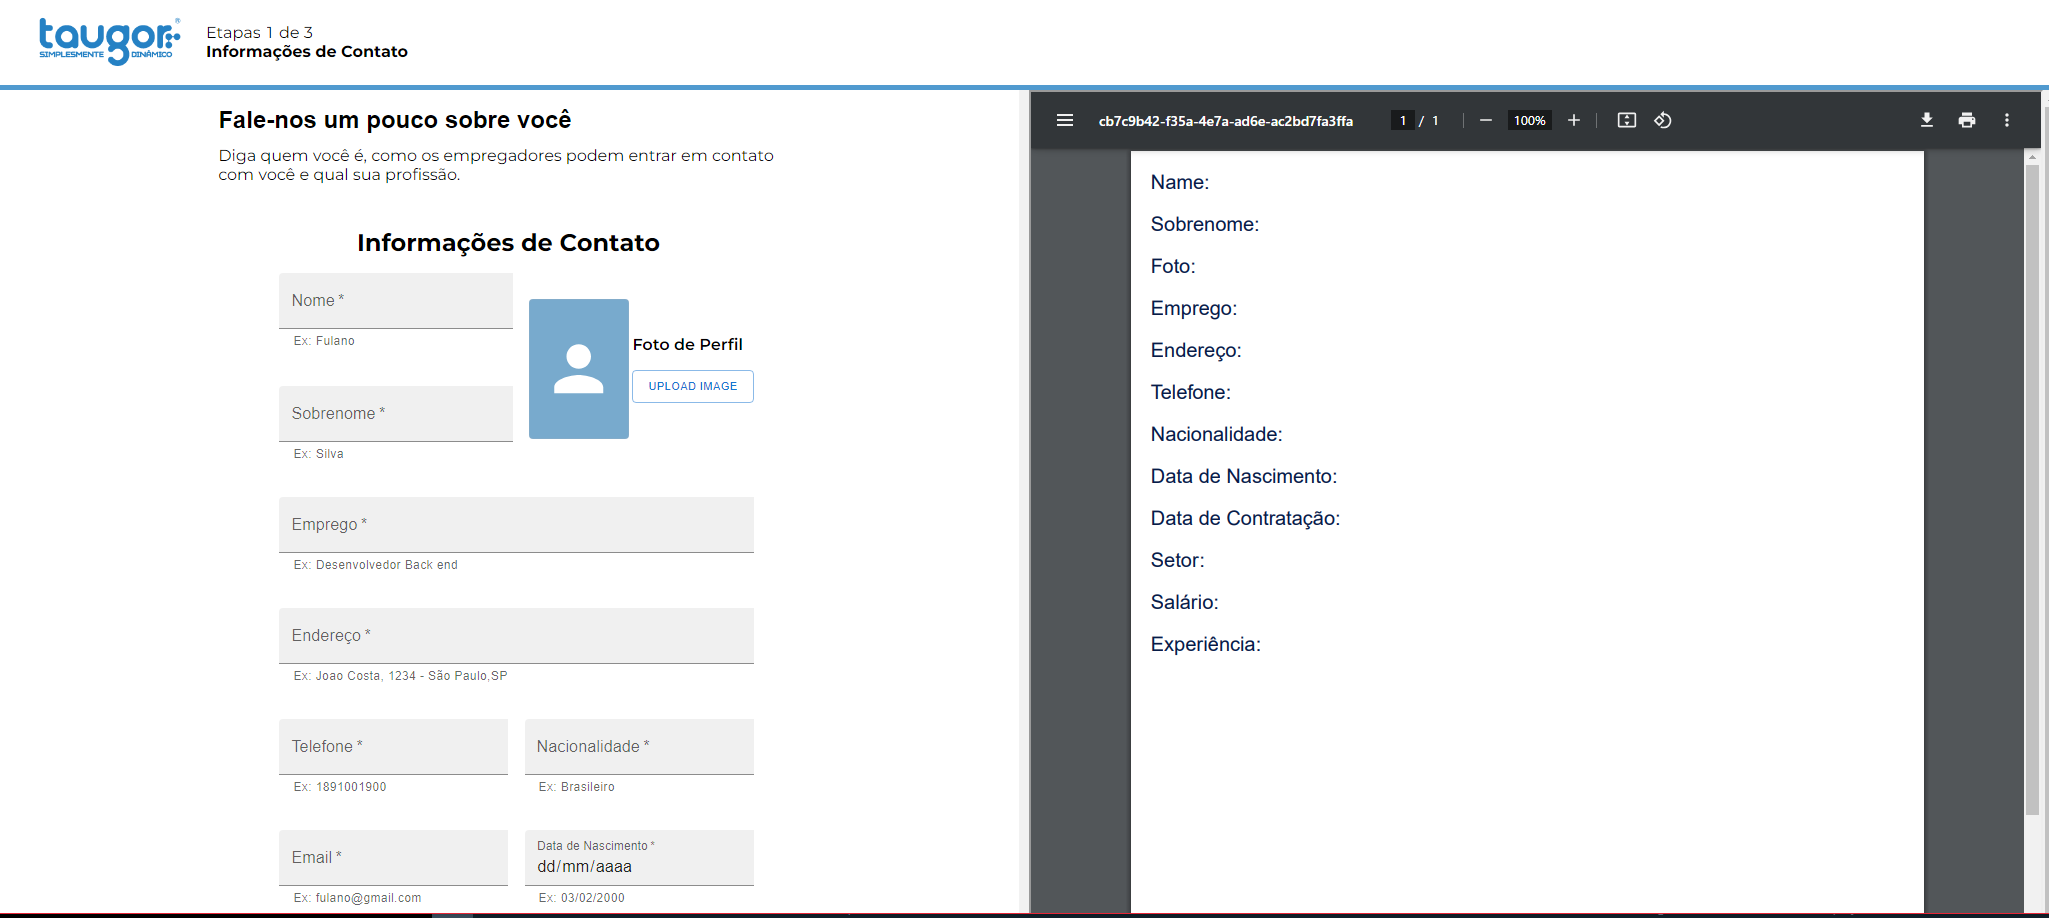 taugor
SIMPLESMENTE DINÂMICO
Etapas 1 de 3
Informações de Contato
Fale-nos um pouco sobre você
Diga quem você é, como os empregadores podem entrar em contato
com você e qual sua profissão.
Informações de Contato
Nome *
Ex: Fulano
Foto de Perfil
UPLOAD IMAGE
Sobrenome *
Ex: Silva
Emprego *
Ex: Desenvolvedor Back end
Endereço *
Ex: Joao Costa, 1234 - São Paulo,SP
Telefone *
Nacionalidade *
Ex: 1891001900
Ex: Brasileiro
Email *
Data de Nascimento *
dd/mm/aaaa
Ex: fulano@gmail.com
Ex: 03/02/2000
cb7c9b42-f35a-4e7a-ad6e-ac2bd7fa3ffa
1 / 1
100%
Name:
Sobrenome:
Foto:
Emprego:
Endereço:
Telefone:
Nacionalidade:
Data de Nascimento:
Data de Contratação:
Setor:
Salário:
Experiência: